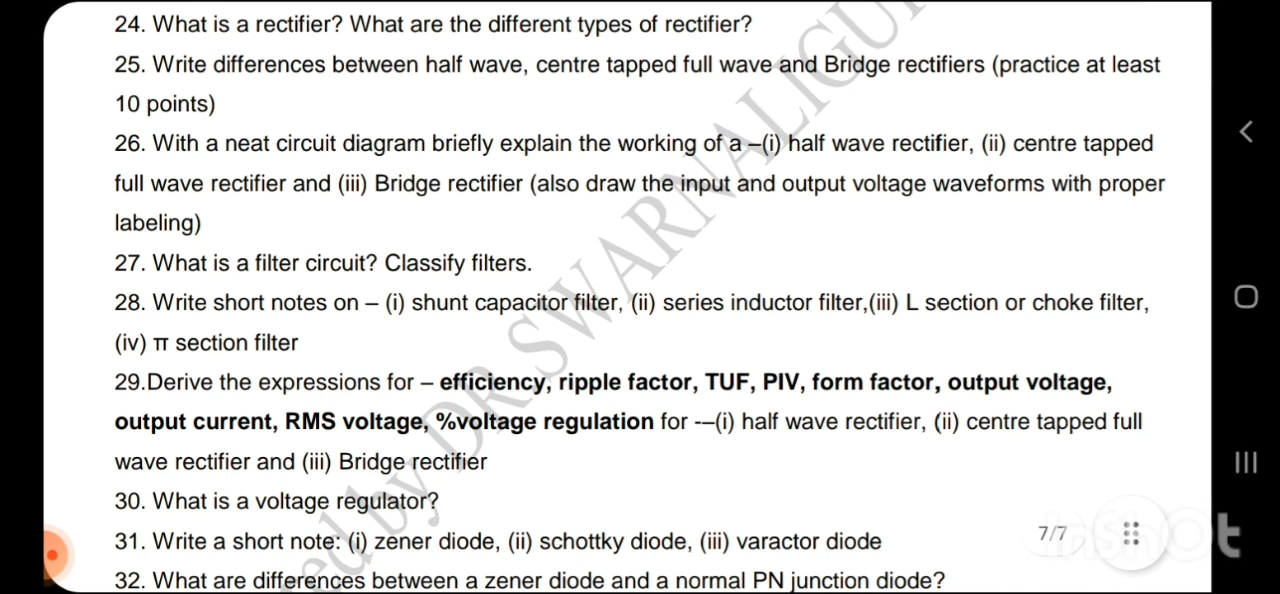 24. What is a rectifier? What are the different types of rectifier?
25. Write differences between half wave, centre tapped full wave and Bridge rectifiers (practice at least
10 points)
26. With a neat circuit diagram briefly explain the working of a –(i) half wave rectifier, (ii) centre tapped
full wave rectifier and (iii) Bridge rectifier (also draw the input and output voltage waveforms with proper
labeling)
27. What is a filter circuit? Classify filters.
28. Write short notes on – (i) shunt capacitor filter, (ii) series inductor filter,(iii) L section or choke filter,
(iv) π section filter
29.Derive the expressions for – efficiency, ripple factor, TUF, PIV, form factor, output voltage,
output current, RMS voltage, %voltage regulation for -–(i) half wave rectifier, (ii) centre tapped full
wave rectifier and (iii) Bridge rectifier
30. What is a voltage regulator?
31. Write a short note: (i) zener diode, (ii) schottky diode, (iii) varactor diode
32. What are differences between a zener diode and a normal PN junction diode?
7/7
InShot
by DR SWARNALIGU